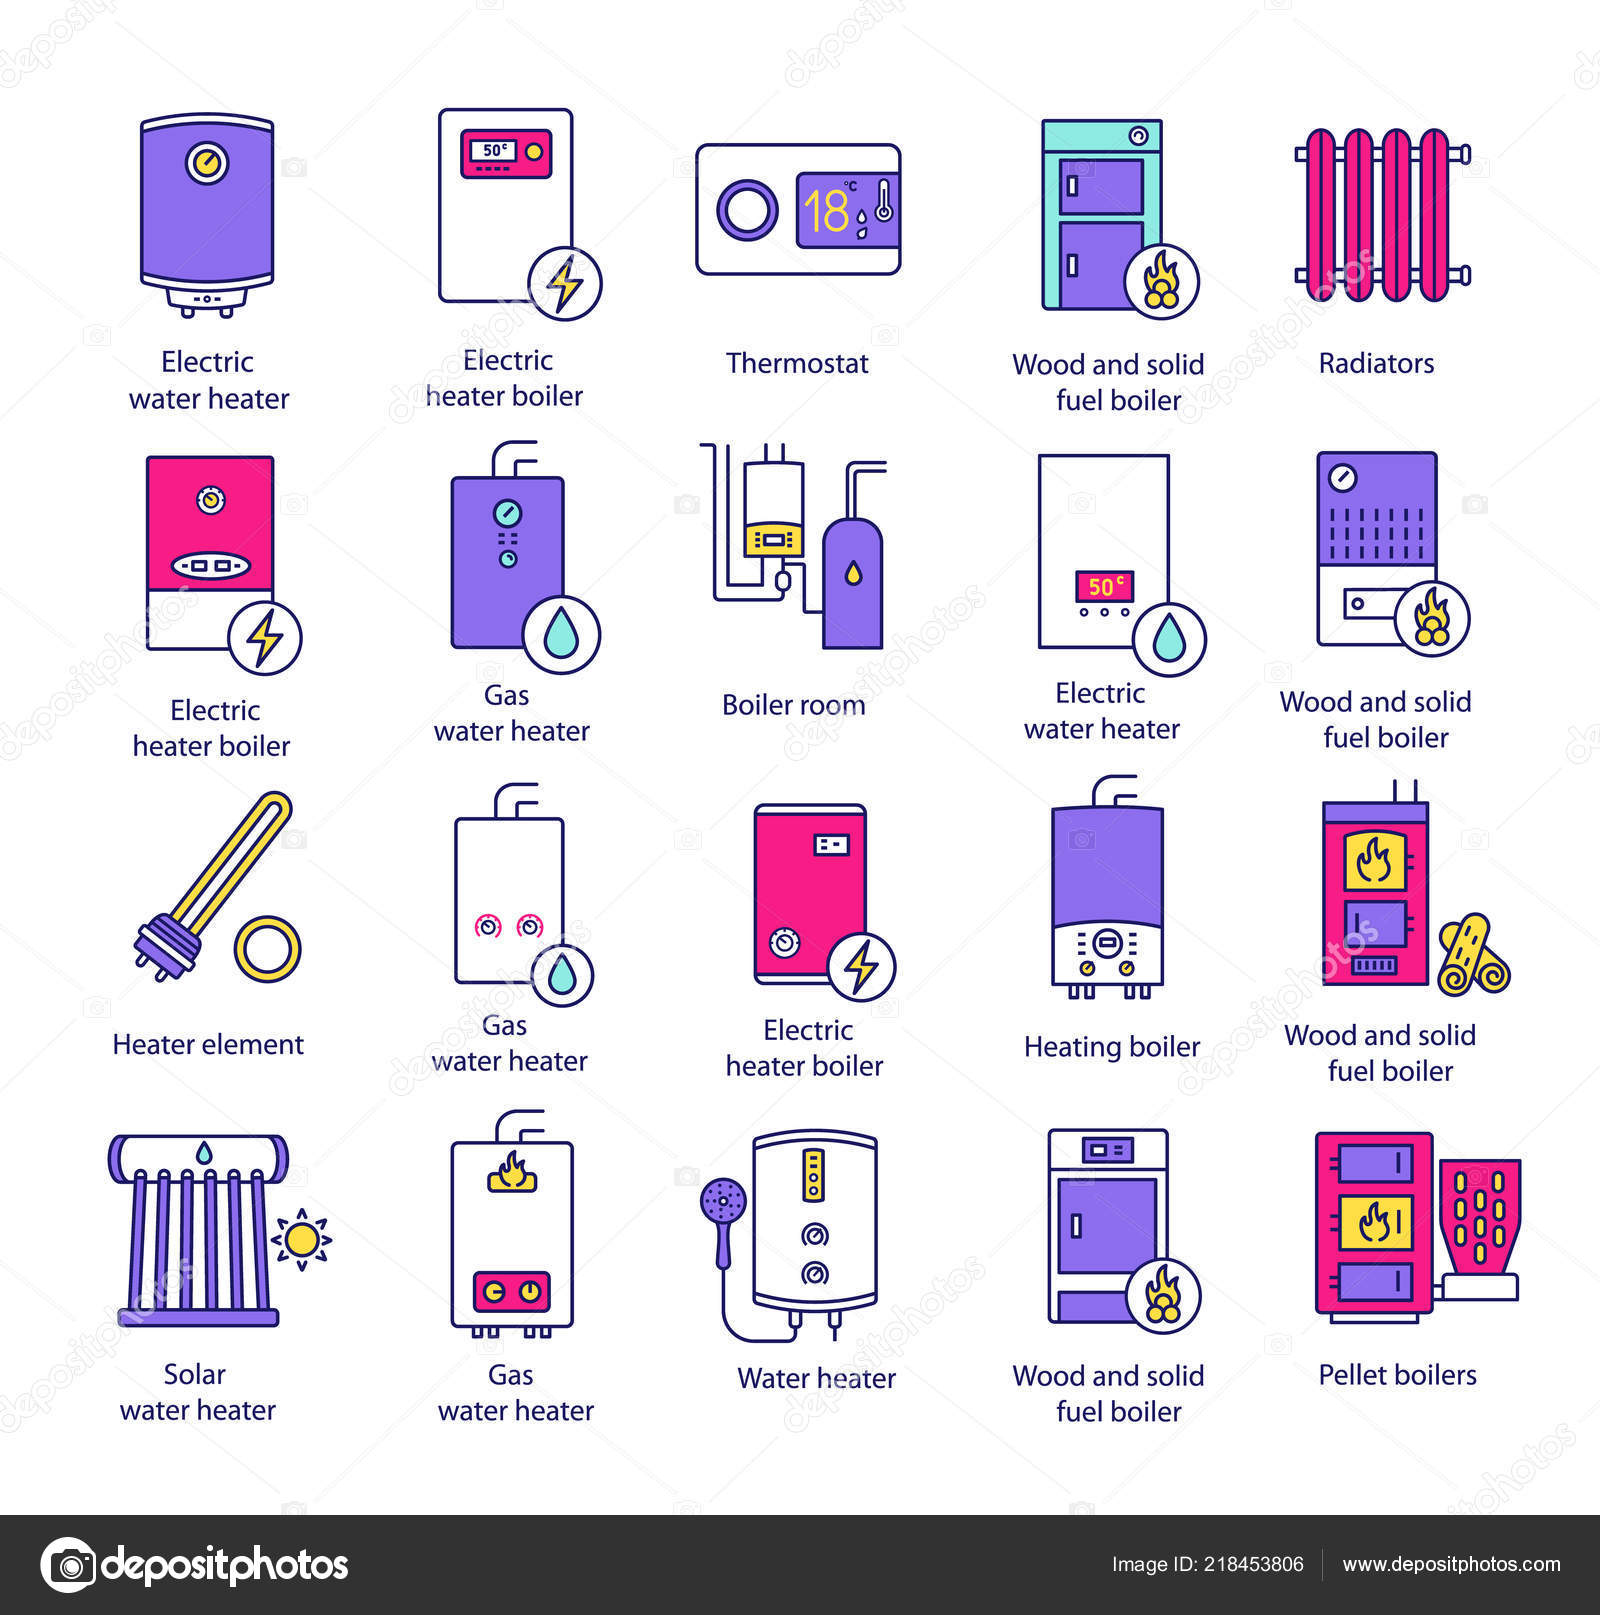 50°
18 °C
Electric
water heater
Electric
heater boiler
Thermostat
Wood and solid
fuel boiler
Radiators
50°
Electric
heater boiler
Gas
water heater
Boiler room
Electric
water heater
Wood and solid
fuel boiler
Heater element
Gas
water heater
Electric
heater boiler
Heating boiler
Wood and solid
fuel boiler
Solar
water heater
Gas
water heater
Water heater
Wood and solid
fuel boiler
Pellet boilers
depositphotos
Image ID: 218453806
www.depositphotos.com